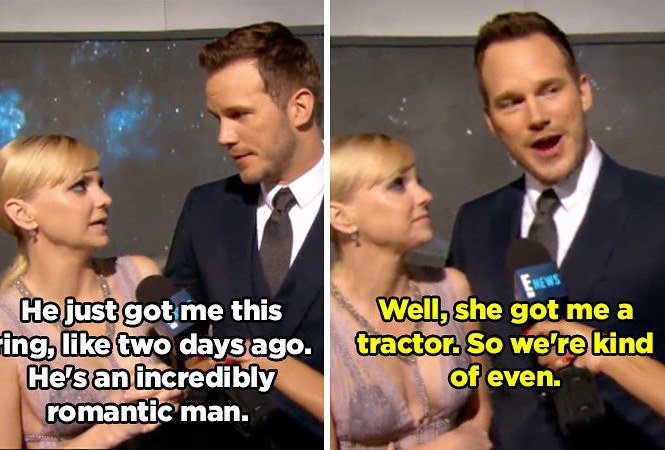 He just got me this
ring, like two days ago.
He's an incredibly
romantic man.
Well, she got me a
tractor. So we're kind
of even.
E NEWS